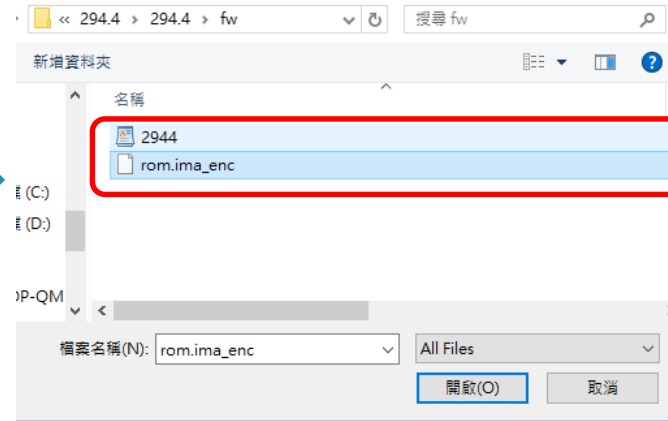 « 294.4 › 294.4 › fw
搜尋 fw
新增資料夾
名稱
2944
rom.ima_enc
(C:)
(D:)
OP-QM
檔案名稱(N): rom.ima_enc
All Files
開啟(O)
取消